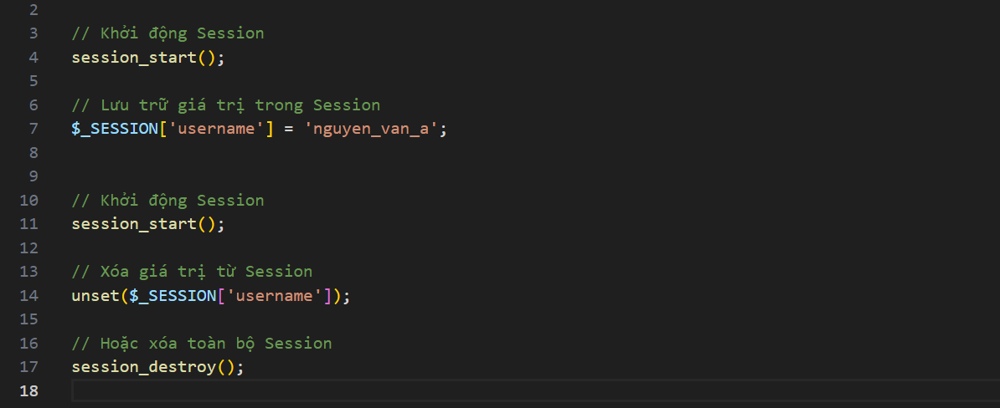 2
3 // Khởi động Session
4 session_start();
5
6 // Lưu trữ giá trị trong Session
7 $_SESSION['username'] = 'nguyen_van_a';
8
9
10 // Khởi động Session
11 session_start();
12
13 // Xóa giá trị từ Session
14 unset($_SESSION['username']);
15
16 // Hoặc xóa toàn bộ Session
17 session_destroy();
18